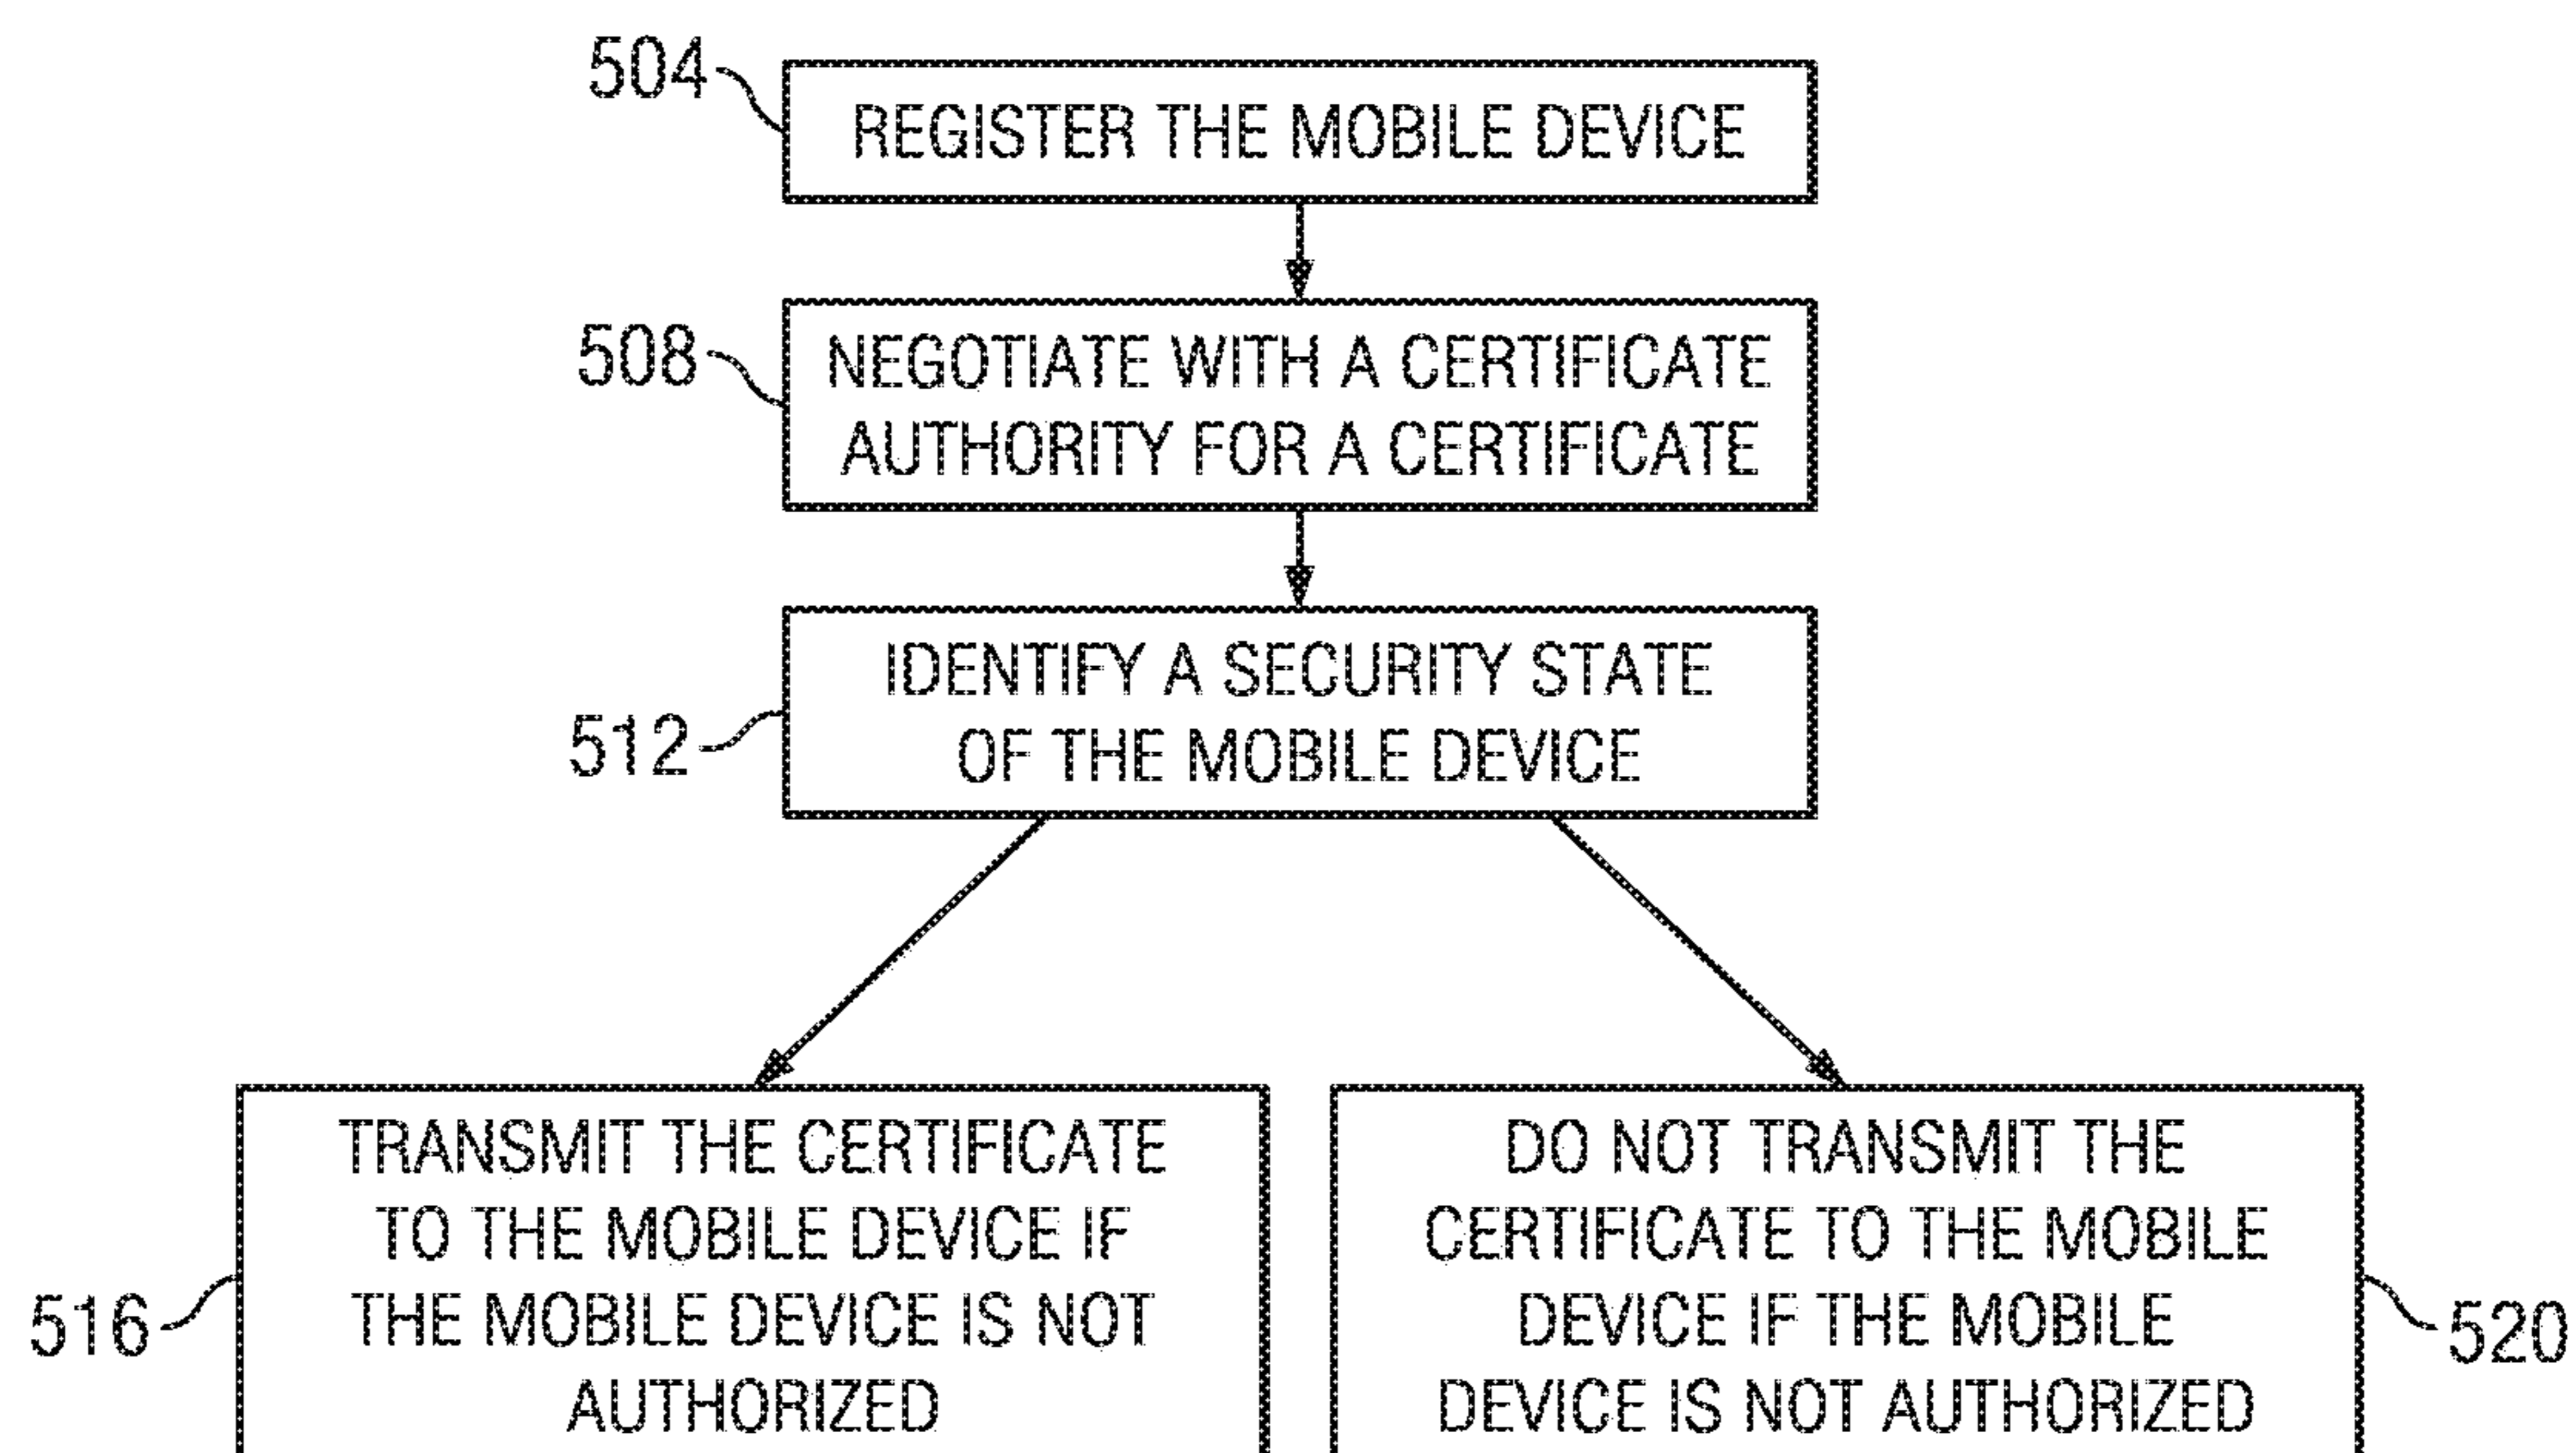 504
REGISTER THE MOBILE DEVICE
508
NEGOTIATE WITH A CERTIFICATE
AUTHORITY FOR A CERTIFICATE
IDENTIFY A SECURITY STATE
512
OF THE MOBILE DEVICE
TRANSMIT THE CERTIFICATE
TO THE MOBILE DEVICE IF
THE MOBILE DEVICE IS NOT
AUTHORIZED
516
DO NOT TRANSMIT THE
CERTIFICATE TO THE MOBILE
DEVICE IF THE MOBILE
DEVICE IS NOT AUTHORIZED
520